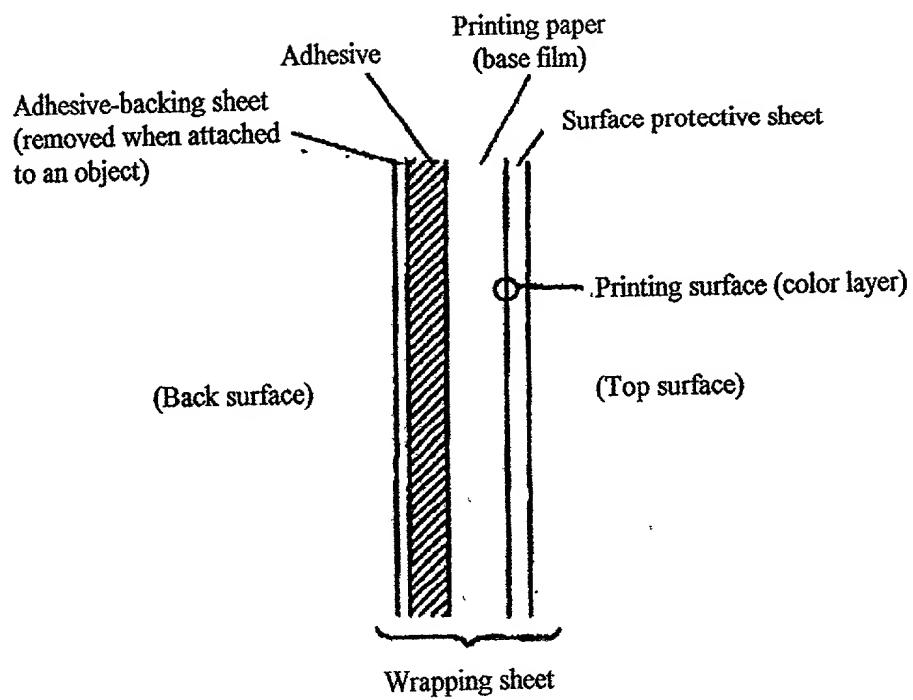 Printing paper
(base film)
Adhesive
Adhesive-backing sheet
(removed when attached
to an object)
Surface protective sheet
Printing surface (color layer)
(Back surface)
(Top surface)
Wrapping sheet